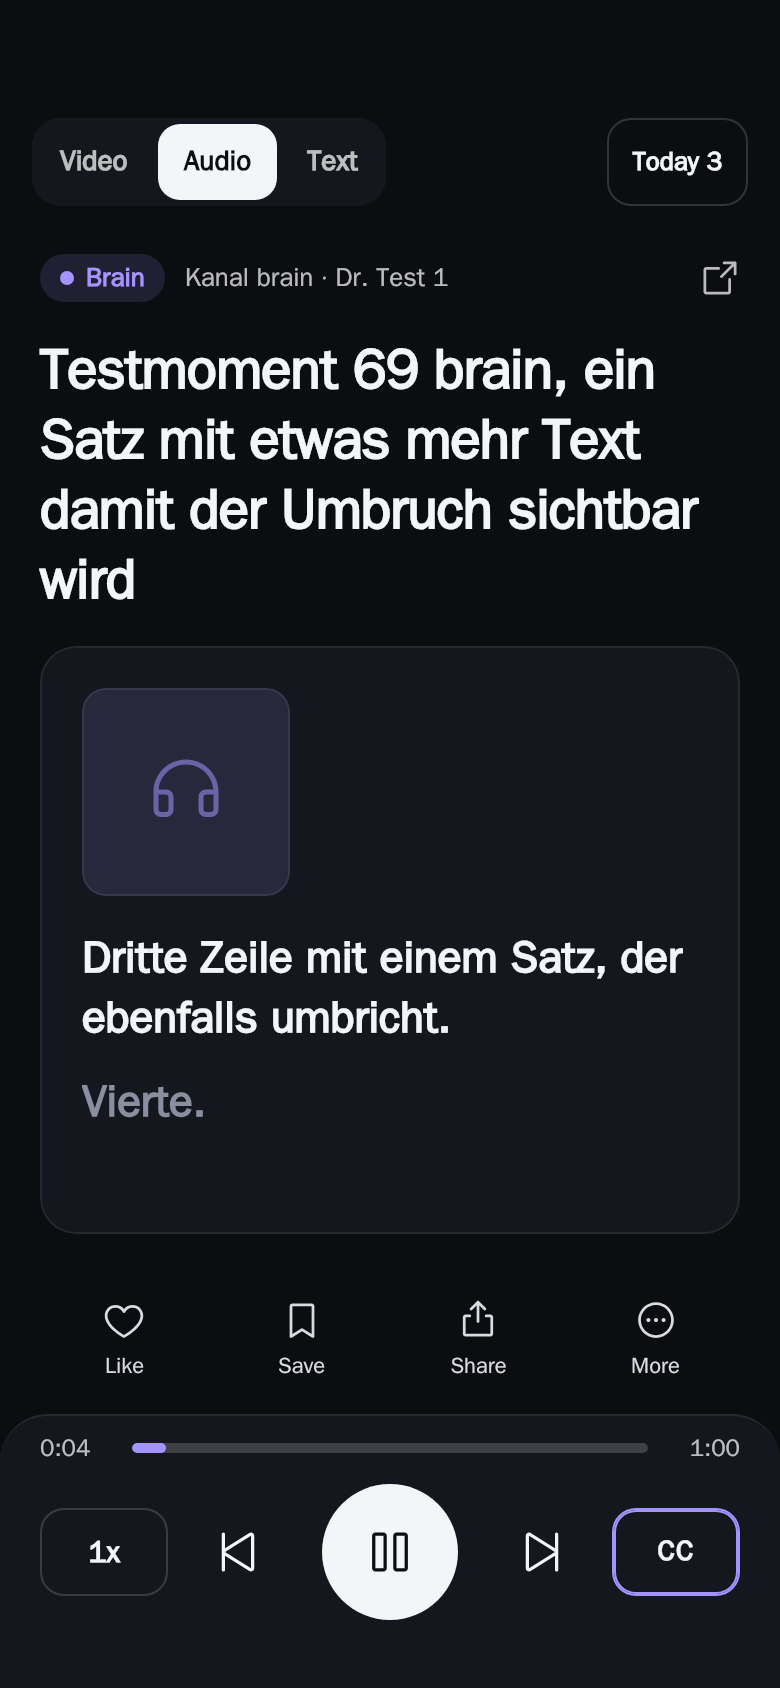 Video Audio Text Today 3
Brain Kanal brain · Dr. Test 1
Testmoment 69 brain, ein
Satz mit etwas mehr Text
damit der Umbruch sichtbar
wird
Dritte Zeile mit einem Satz, der
ebenfalls umbricht.
Vierte.
Like Save Share More
0:04 1:00
1x CC